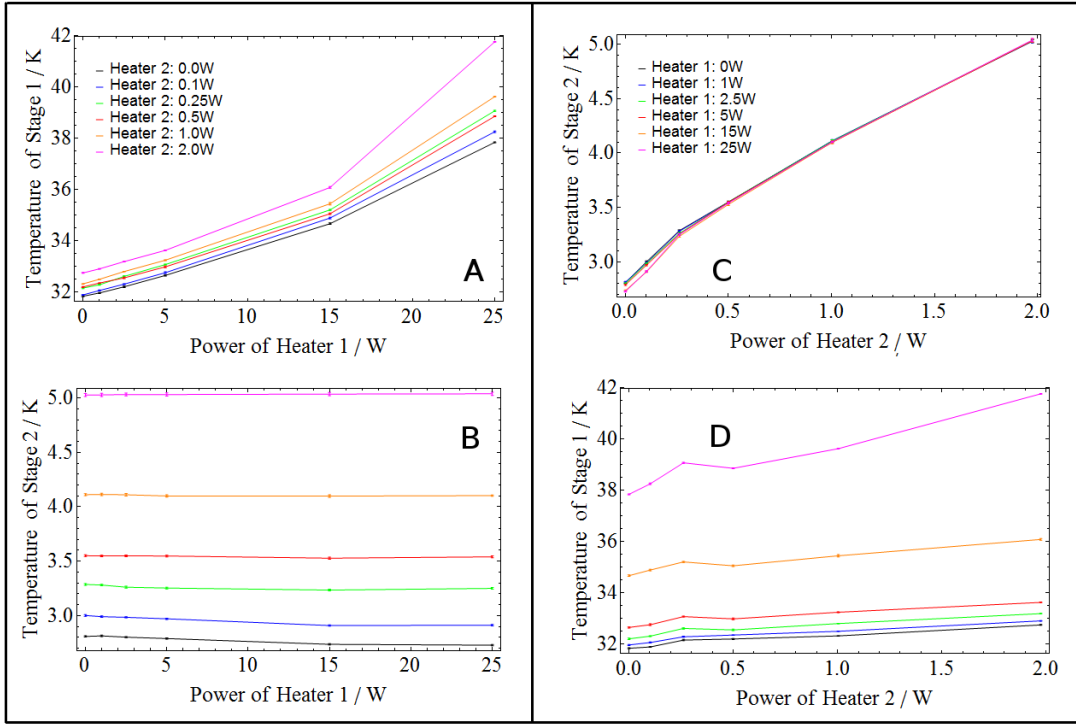 42
40
38
36
34
32
Temperature of Stage 1 / K
Heater 2: 0.0W
Heater 2: 0.1W
Heater 2: 0.25W
Heater 2: 0.5W
Heater 2: 1.0W
Heater 2: 2.0W
A
0 5 10 15 20 25
Power of Heater 1 / W
5.0
4.5
4.0
3.5
3.0
Temperature of Stage 2 / K
B
0 5 10 15 20 25
Power of Heater 1 / W
5.0
4.5
4.0
3.5
3.0
Temperature of Stage 2 / K
Heater 1: 0W
Heater 1: 1W
Heater 1: 2.5W
Heater 1: 5W
Heater 1: 15W
Heater 1: 25W
C
0.0 0.5 1.0 1.5 2.0
Power of Heater 2 / W
42
40
38
36
34
32
Temperature of Stage 1 / K
D
0.0 0.5 1.0 1.5 2.0
Power of Heater 2 / W